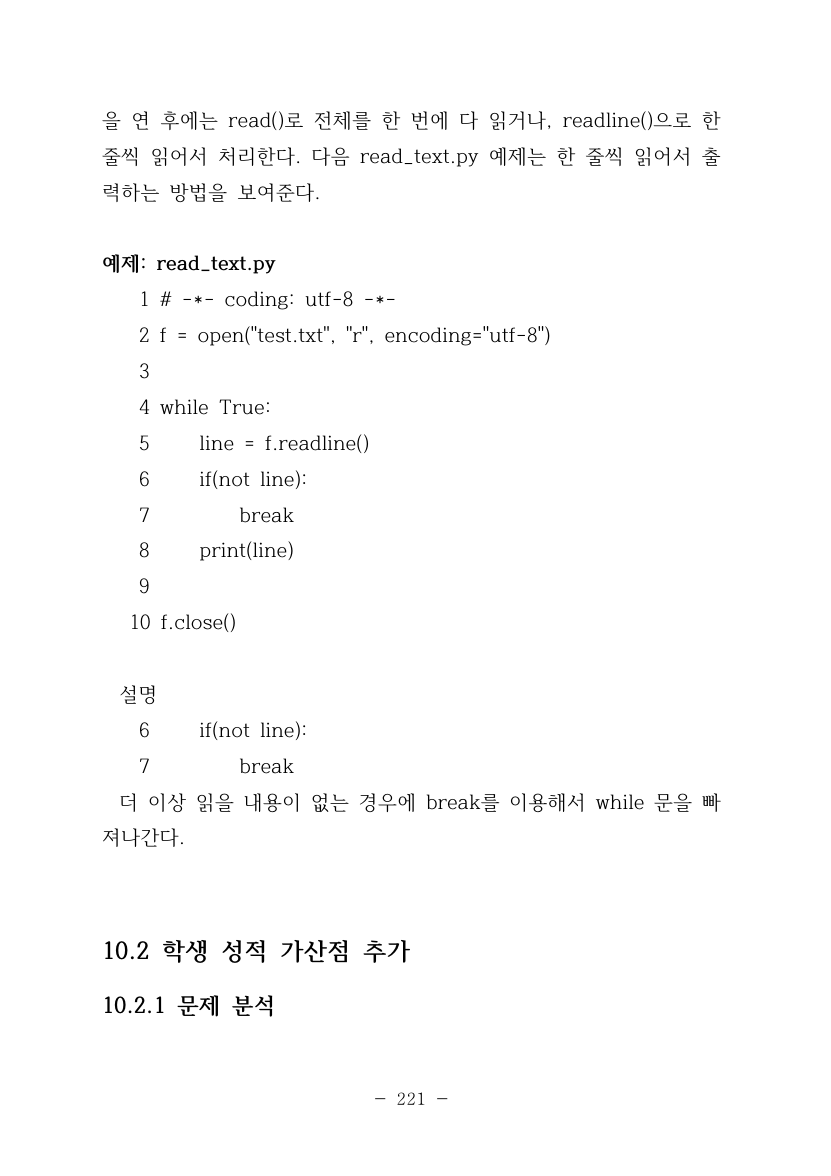 을 연 후에는 read()로 전체를 한 번에 다 읽거나, readline()으로 한
줄씩 읽어서 처리한다. 다음 read_text.py 예제는 한 줄씩 읽어서 출
력하는 방법을 보여준다.
예제: read_text.py
1 # -*- coding: utf-8 -*-
2 f = open("test.txt", "r", encoding="utf-8")
3
4 while True:
5     line = f.readline()
6     if(not line):
7         break
8     print(line)
9
10 f.close()
설명
6     if(not line):
7         break
더 이상 읽을 내용이 없는 경우에 break를 이용해서 while 문을 빠
져나간다.
10.2 학생 성적 가산점 추가
10.2.1 문제 분석
- 221 -